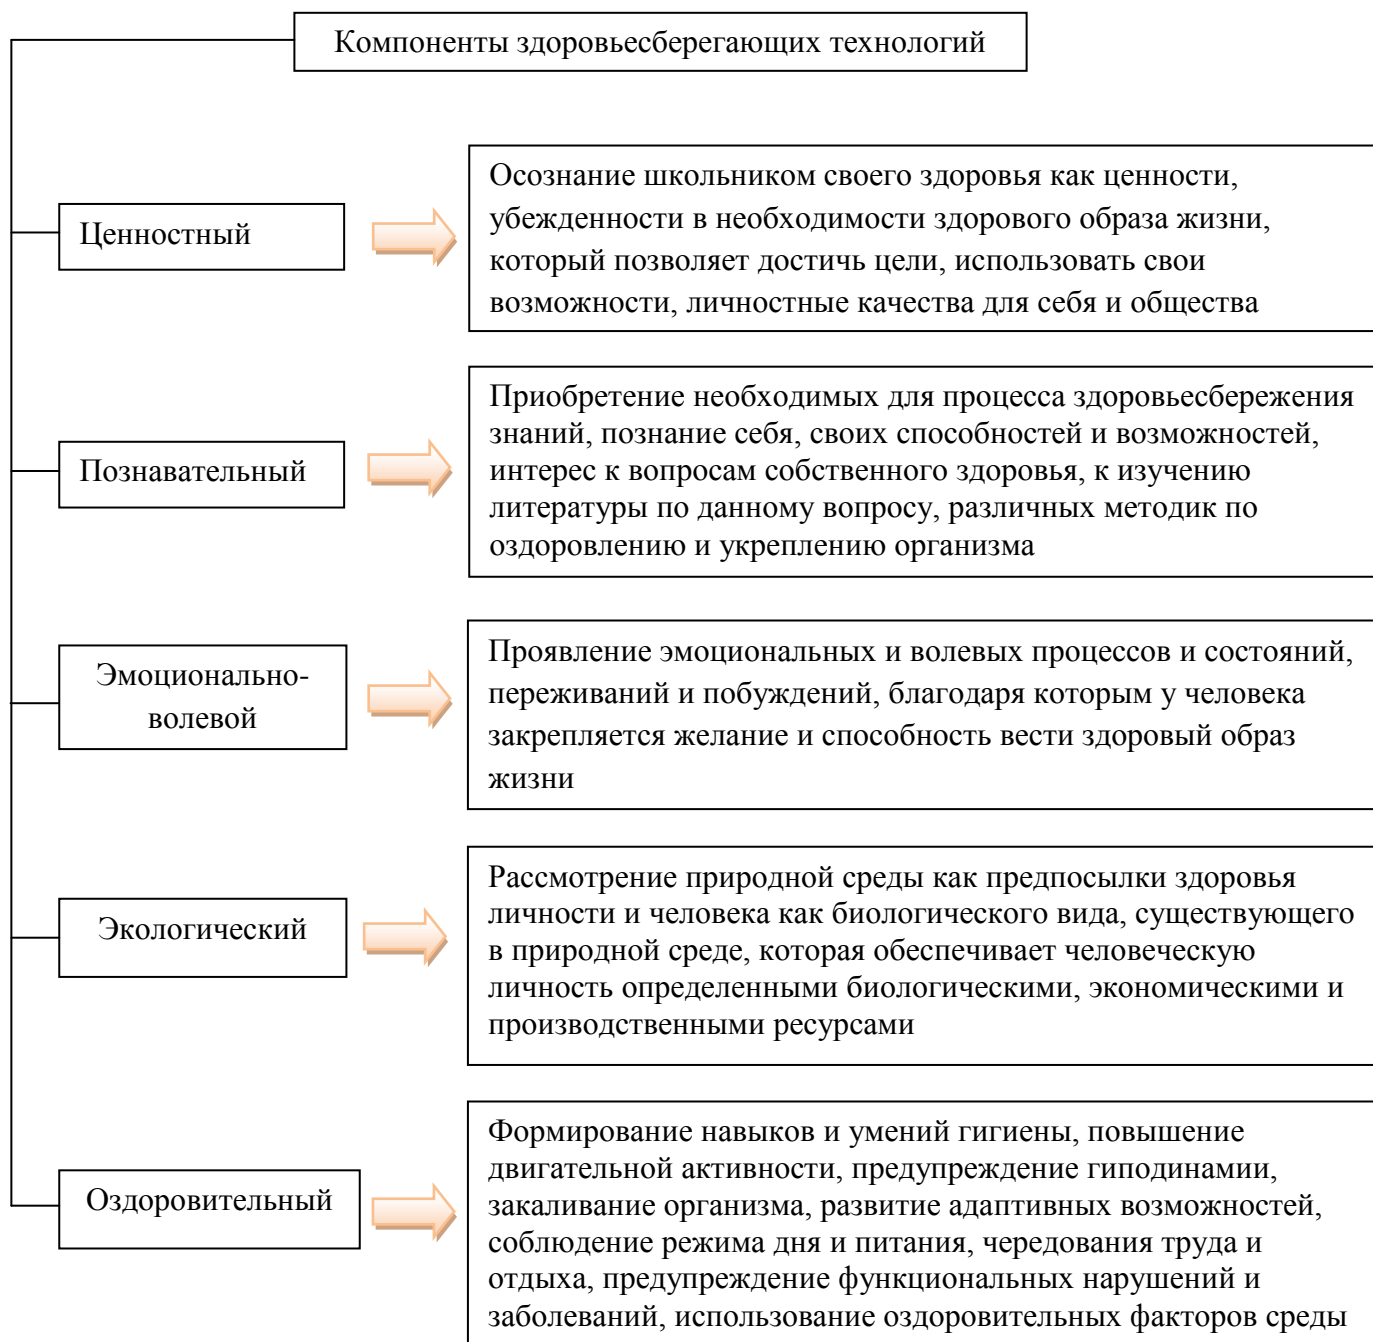 Компоненты здоровьесберегающих технологий
Ценностный
Осознание школьником своего здоровья как ценности,
убежденности в необходимости здорового образа жизни,
который позволяет достичь цели, использовать свои
возможности, личностные качества для себя и общества
Познавательный
Приобретение необходимых для процесса здоровьесбережения
знаний, познание себя, своих способностей и возможностей,
интерес к вопросам собственного здоровья, к изучению
литературы по данному вопросу, различных методик по
оздоровлению и укреплению организма
Эмоционально-
волевой
Проявление эмоциональных и волевых процессов и состояний,
переживаний и побуждений, благодаря которым у человека
закрепляется желание и способность вести здоровый образ
жизни
Экологический
Рассмотрение природной среды как предпосылки здоровья
личности и человека как биологического вида, существующего
в природной среде, которая обеспечивает человеческую
личность определенными биологическими, экономическими и
производственными ресурсами
Оздоровительный
Формирование навыков и умений гигиены, повышение
двигательной активности, предупреждение гиподинамии,
закаливание организма, развитие адаптивных возможностей,
соблюдение режима дня и питания, чередования труда и
отдыха, предупреждение функциональных нарушений и
заболеваний, использование оздоровительных факторов среды